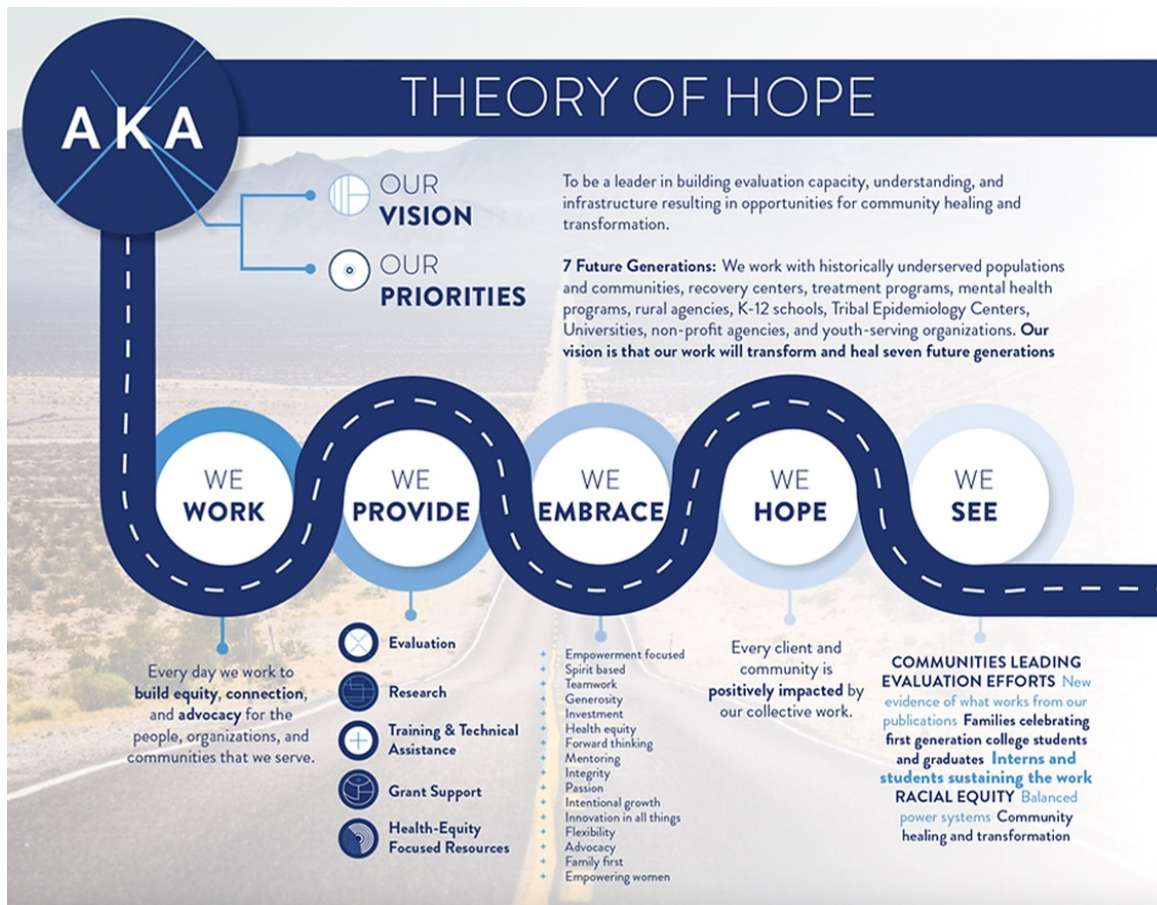 AKA
THEORY OF HOPE
OUR
VISION
To be a leader in building evaluation capacity, understanding, and
infrastructure resulting in opportunities for community healing and
transformation.
OUR
PRIORITIES
7 Future Generations: We work with historically underserved populations
and communities, recovery centers, treatment programs, mental health
programs, rural agencies, K-12 schools, Tribal Epidemiology Centers,
Universities, non-profit agencies, and youth-serving organizations. Our
vision is that our work will transform and heal seven future generations
WE
WORK
Every day we work to
build equity, connection,
and advocacy for the
people, organizations, and
communities that we serve.
WE
PROVIDE
Evaluation
Research
Training & Technical
Assistance
Grant Support
Health-Equity
Focused Resources
WE
EMBRACE
+ Empowerment focused
+ Spirit based
+ Teamwork
+ Generosity
+ Investment
+ Health equity
+ Forward thinking
+ Mentoring
+ Integrity
+ Passion
+ Intentional growth
+ Innovation in all things
+ Flexibility
+ Advocacy
+ Family first
+ Empowering women
WE
HOPE
Every client and
community is
positively impacted by
our collective work.
WE
SEE
COMMUNITIES LEADING
EVALUATION EFFORTS New
evidence of what works from our
publications Families celebrating
first generation college students
and graduates Interns and
students sustaining the work
RACIAL EQUITY Balanced
power systems Community
healing and transformation